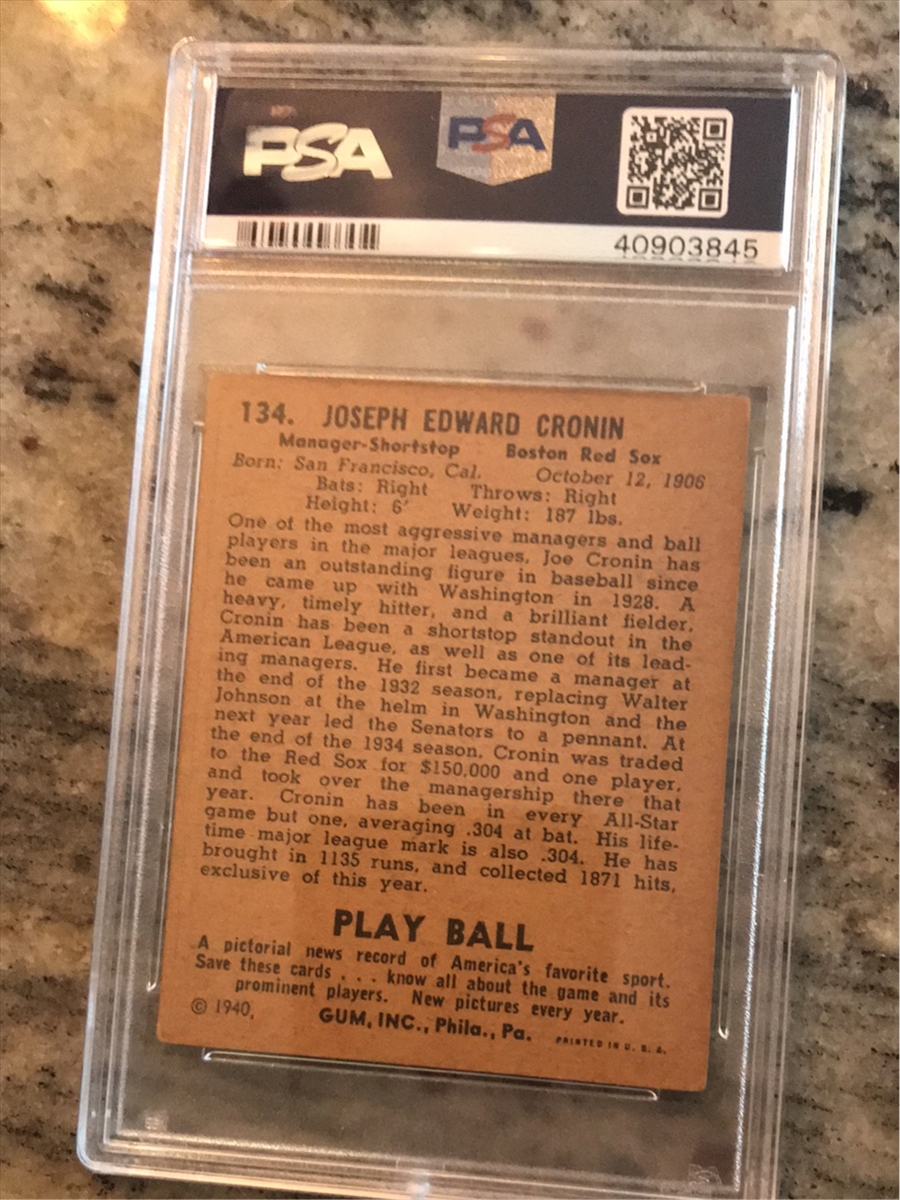 PSA
PSA
40903845
134. JOSEPH EDWARD CRONIN
Manager-Shortstop Boston Red Sox
Born: San Francisco, Cal. October 12, 1906
Bats: Right Throws: Right
Height: 6' Weight: 187 lbs.
One of the most aggressive managers and ball
players in the major leagues, Joe Cronin has
been an outstanding figure in baseball since
he came up with Washington in 1928. A
heavy, timely hitter, and a brilliant fielder,
Cronin has been a shortstop standout in the
American League, as well as one of its lead-
ing managers. He first became a manager at
the end of the 1932 season, replacing Walter
Johnson at the helm in Washington and the
next year led the Senators to a pennant. At
the end of the 1934 season, Cronin was traded
to the Red Sox for $150,000 and one player,
and took over the managership there that
year. Cronin has been in every All-Star
game but one, averaging .304 at bat. His life-
time major league mark is also .304. He has
brought in 1135 runs, and collected 1871 hits,
exclusive of this year.
PLAY BALL
A pictorial news record of America's favorite sport.
Save these cards . . . know all about the game and its
prominent players. New pictures every year.
© 1940, GUM, INC., Phila., Pa. PRINTED IN U. S. A.